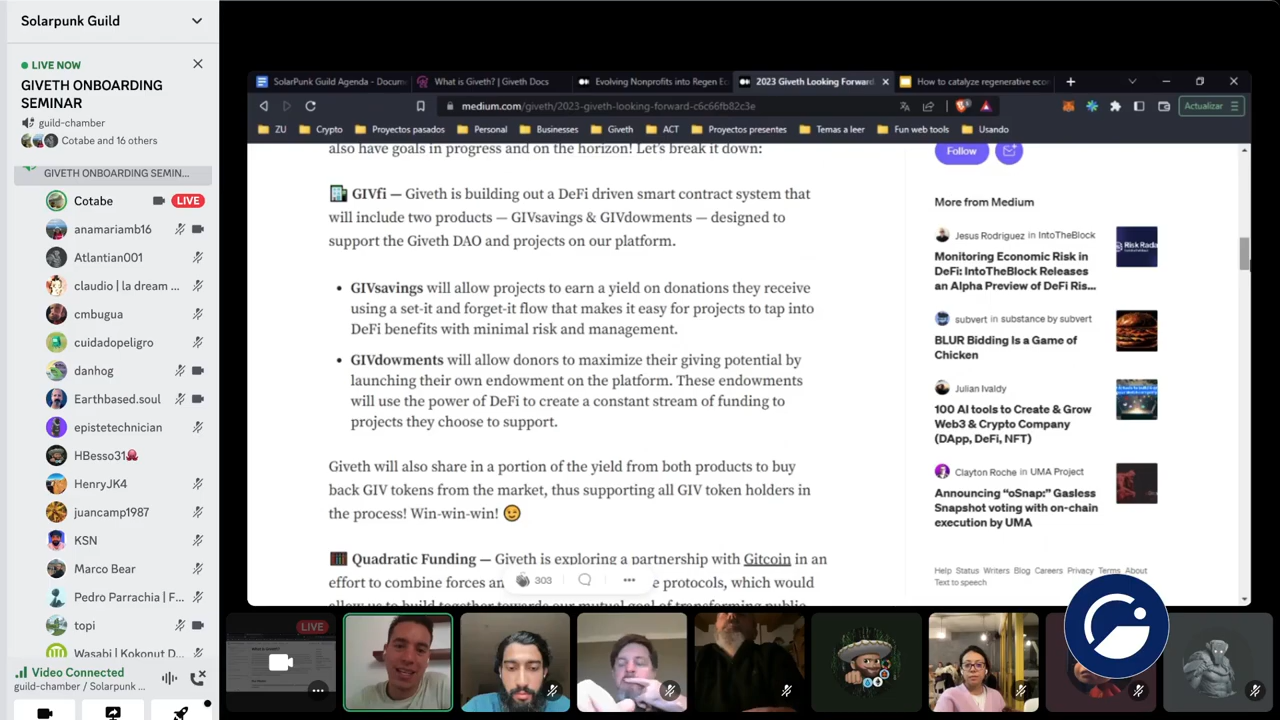 Solarpunk Guild
LIVE NOW
GIVETH ONBOARDING
SEMINAR
guild-chamber
Cotabe and 16 others
GIVETH ONBOARDING SEMIN...
Cotabe
LIVE
anamariamb16
Atlantian001
claudio | la dream ...
cmbugua
cuidadopeligro
danhog
Earthbased.soul
epistetechnician
HBesso31
HenryJK4
juancamp1987
KSN
Marco Bear
Pedro Parrachia | F...
topi
Wasabi | Kokonut D...
Video Connected
guild-chamber / Solarpunk ...
SolarPunk Guild Agenda - Docum
What is Giveth? | Giveth Docs
Evolving Nonprofits into Regen Ec
2023 Giveth Looking Forward
How to catalyze regenerative econ
medium.com/giveth/2023-giveth-looking-forward-c6c66fb82c3e
Actualizar
ZU
Crypto
Proyectos pasados
Personal
Businesses
Giveth
ACT
Proyectos presentes
Temas a leer
Fun web tools
Usando
also have goals in progress and on the horizon! Let's break it down:
GIVfi — Giveth is building out a DeFi driven smart contract system that
will include two products — GIVsavings & GIVdowments — designed to
support the Giveth DAO and projects on our platform.
• GIVsavings will allow projects to earn a yield on donations they receive
using a set-it and forget-it flow that makes it easy for projects to tap into
DeFi benefits with minimal risk and management.
• GIVdowments will allow donors to maximize their giving potential by
launching their own endowment on the platform. These endowments
will use the power of DeFi to create a constant stream of funding to
projects they choose to support.
Giveth will also share in a portion of the yield from both products to buy
back GIV tokens from the market, thus supporting all GIV token holders in
the process! Win-win-win! 😉
Quadratic Funding — Giveth is exploring a partnership with Gitcoin in an
effort to combine forces an
e protocols, which would
allow us to build together towards our mutual goal of transforming public
303
Follow
More from Medium
Jesus Rodriguez in IntoTheBlock
Monitoring Economic Risk in
DeFi: IntoTheBlock Releases
an Alpha Preview of DeFi Ris...
Risk Rada
subvert in substance by subvert
BLUR Bidding Is a Game of
Chicken
Julian Ivaldy
100 AI tools to Create & Grow
Web3 & Crypto Company
(DApp, DeFi, NFT)
Clayton Roche in UMA Project
Announcing “oSnap:” Gasless
Snapshot voting with on-chain
execution by UMA
Help Status Writers Blog Careers Privacy Terms About
Text to speech
LIVE